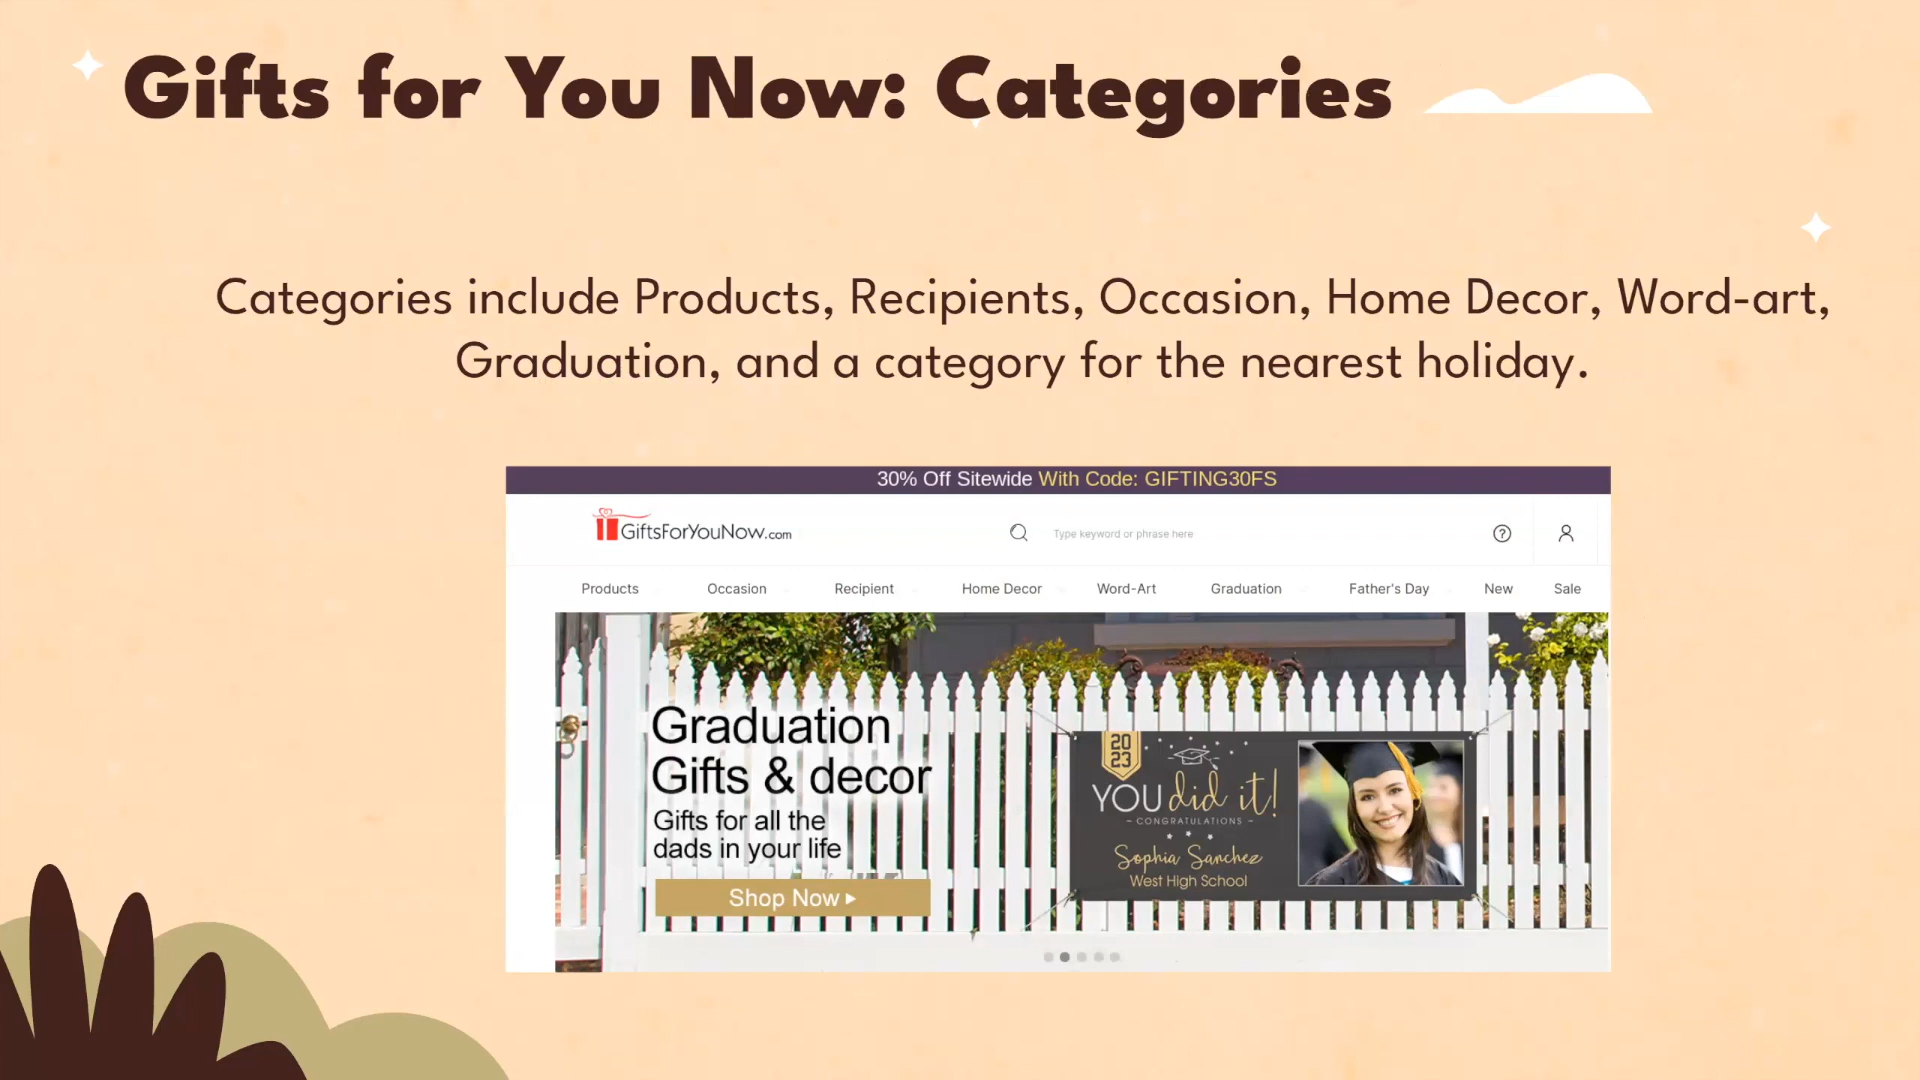 Gifts for You Now: Categories
Categories include Products, Recipients, Occasion, Home Decor, Word-art,
Graduation, and a category for the nearest holiday.
30% Off Sitewide With Code: GIFTING30FS
GiftsForYouNow.com
Type keyword or phrase here
?
Products Occasion Recipient Home Decor Word-Art Graduation Father's Day New Sale
Graduation
Gifts & decor
Gifts for all the
dads in your life
Shop Now
20
23
YOU did it!
- CONGRATULATIONS -
Sophia Sanchez
West High School